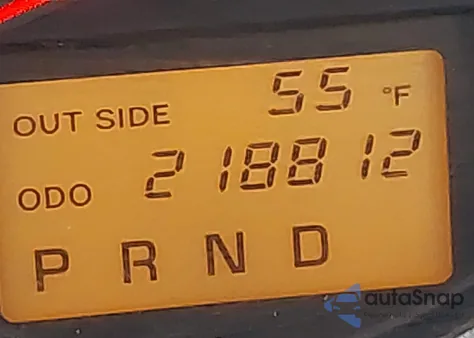 OUT SIDE 55 °F
ODO 218812
P R N D
autoSnap